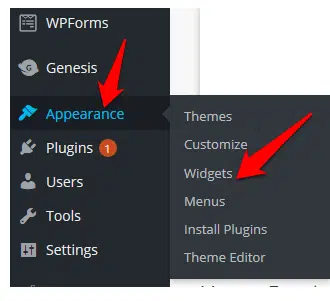 WPForms
Genesis
Appearance
Plugins 1
Users
Tools
Settings
Themes
Customize
Widgets
Menus
Install Plugins
Theme Editor